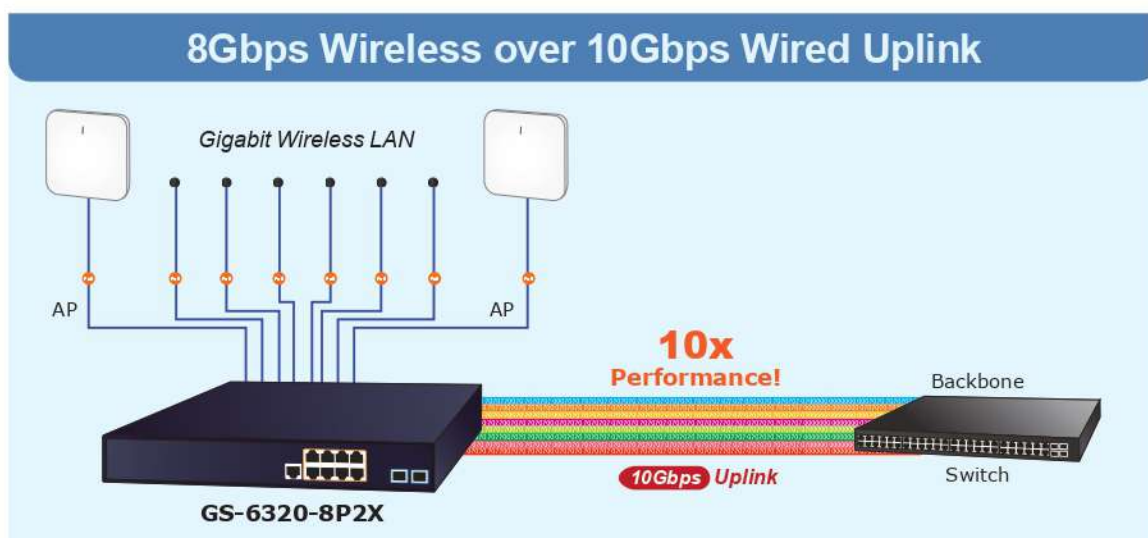 8Gbps Wireless over 10Gbps Wired Uplink
Gigabit Wireless LAN
AP
AP
10x
Performance!
Backbone
10Gbps Uplink
Switch
GS-6320-8P2X